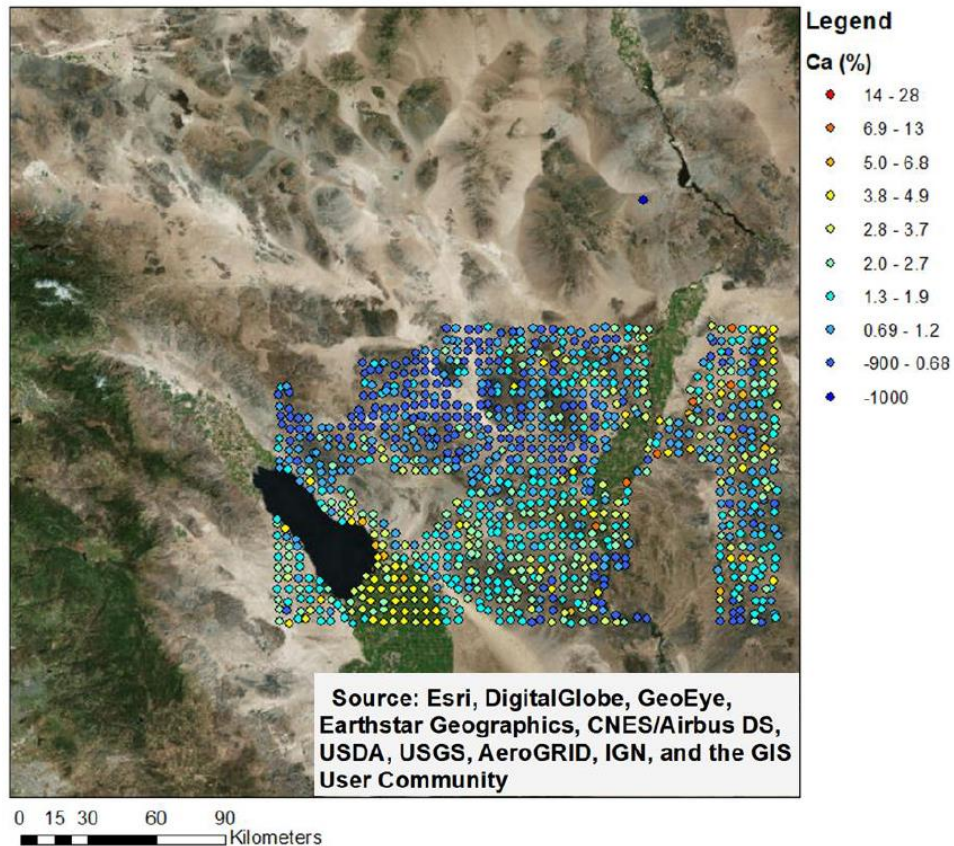 Legend
Ca (%)
14 - 28
6.9 - 13
5.0 - 6.8
3.8 - 4.9
2.8 - 3.7
2.0 - 2.7
1.3 - 1.9
0.69 - 1.2
-900 - 0.68
-1000
Source: Esri, DigitalGlobe, GeoEye,
Earthstar Geographics, CNES/Airbus DS,
USDA, USGS, AeroGRID, IGN, and the GIS
User Community
0 15 30 60 90
Kilometers